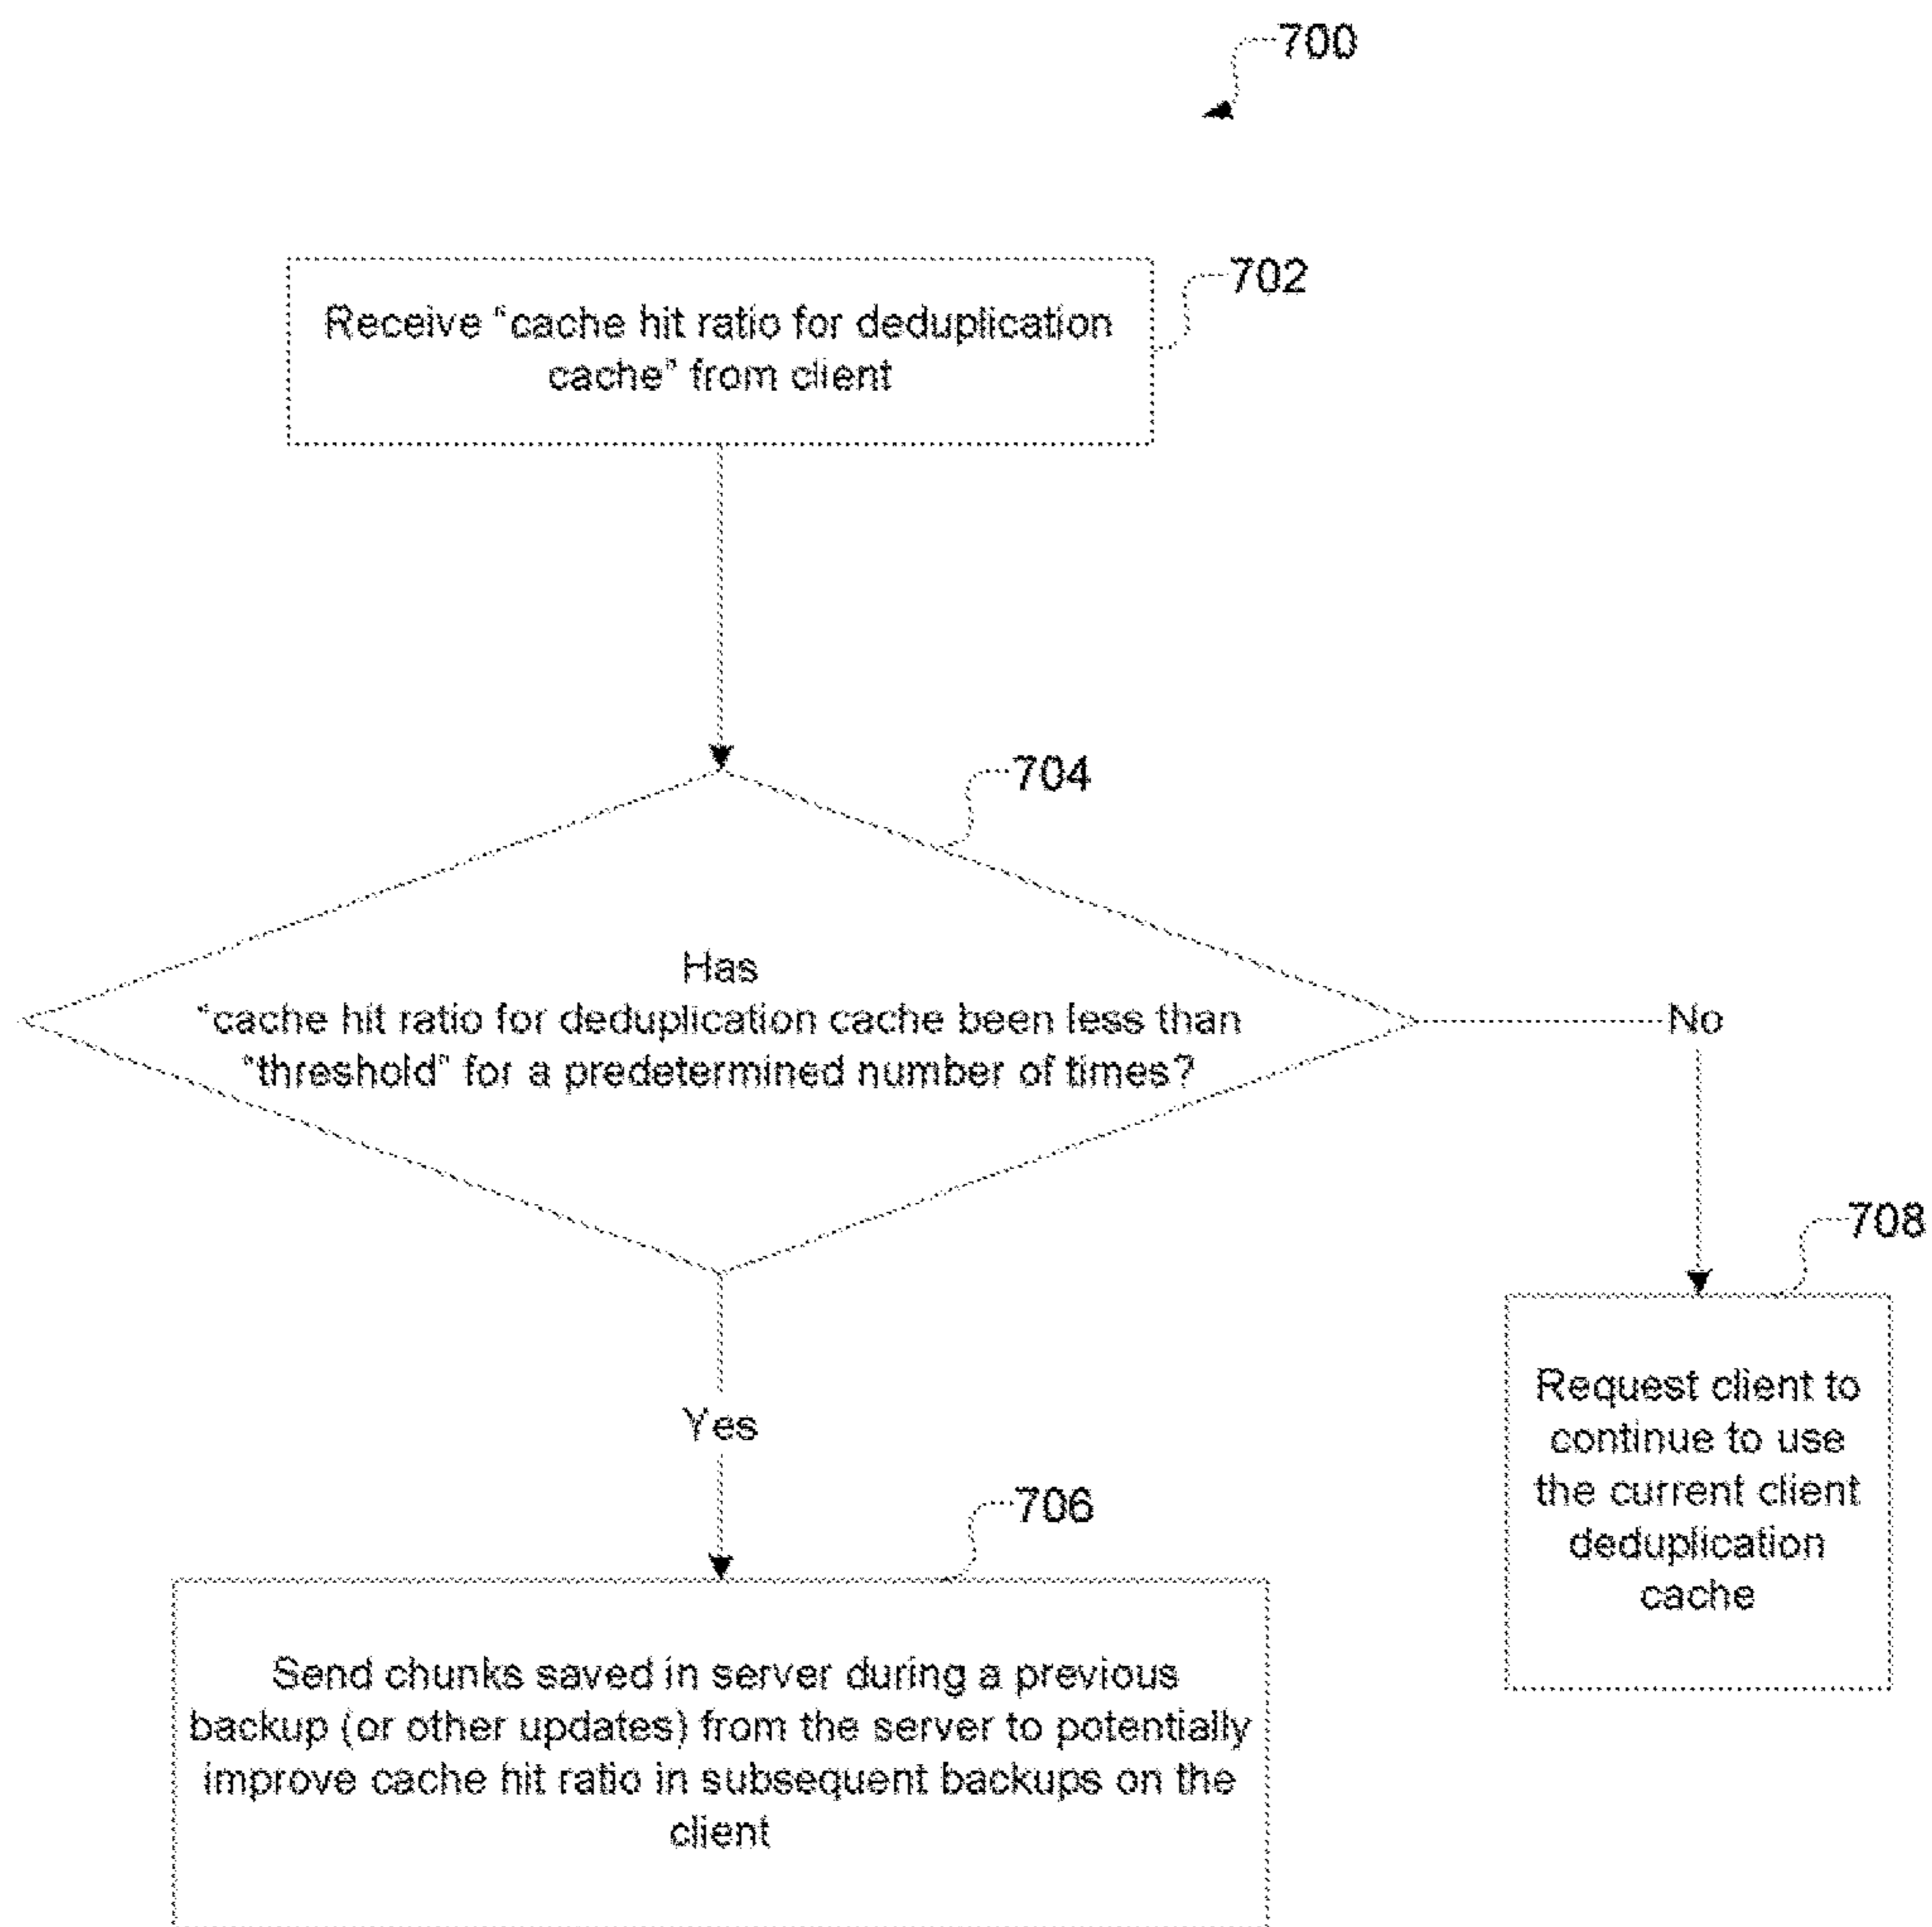 700
702
Receive "cache hit ratio for deduplication
cache" from client
704
Has
"cache hit ratio for deduplication cache been less than
"threshold" for a predetermined number of times?
No
Yes
708
Request client to
continue to use
the current client
deduplication
cache
706
Send chunks saved in server during a previous
backup (or other updates) from the server to potentially
improve cache hit ratio in subsequent backups on the
client